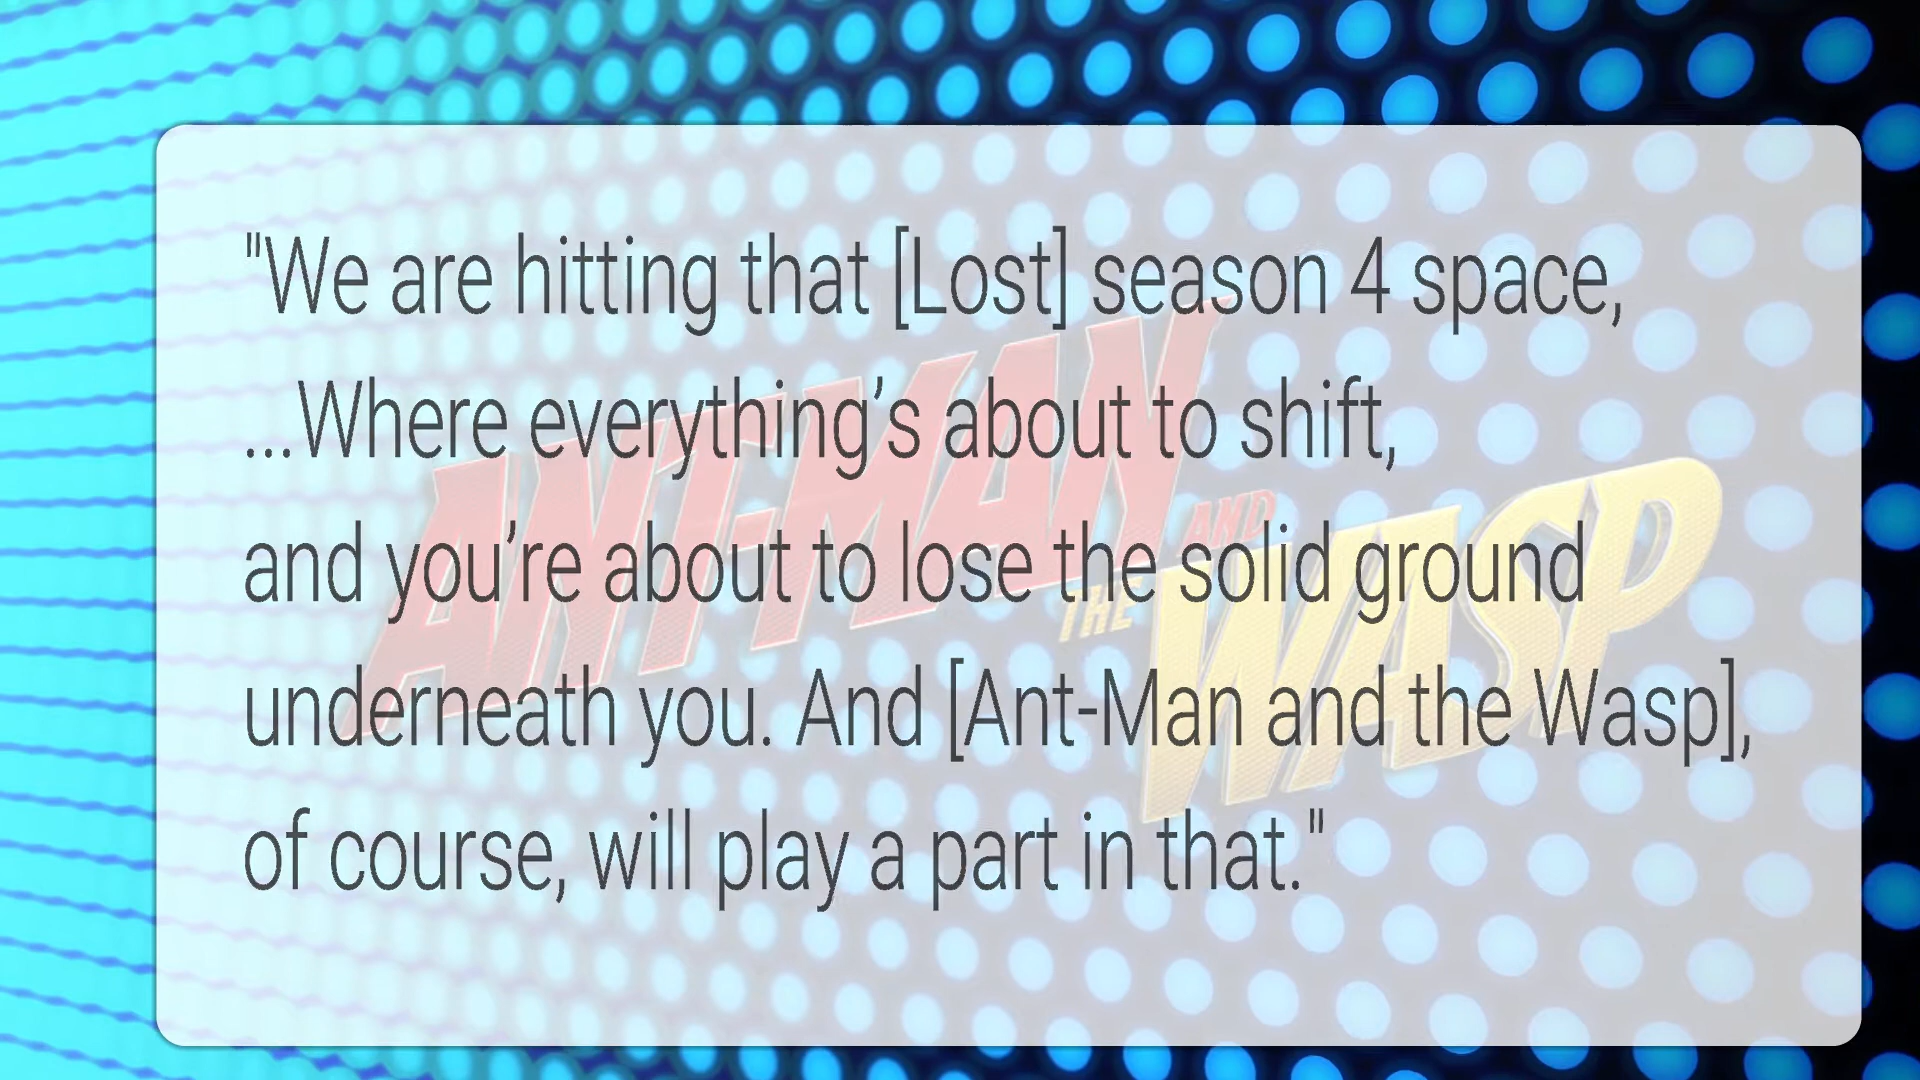 "We are hitting that [Lost] season 4 space,
...Where everything’s about to shift,
and you’re about to lose the solid ground
underneath you. And [Ant-Man and the Wasp],
of course, will play a part in that."
ANT-MAN
AND
THE
WASP